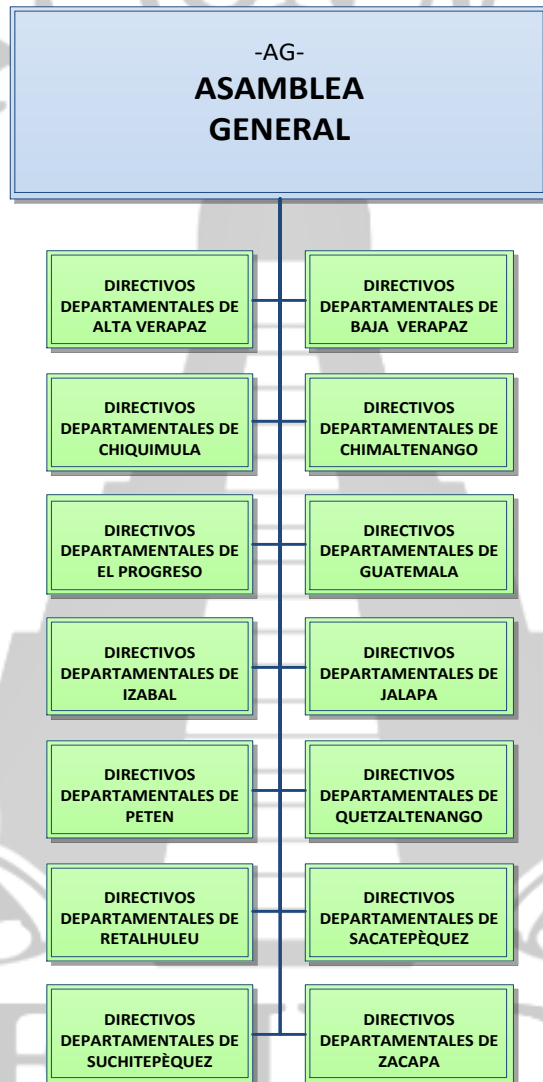 -AG-
ASAMBLEA
GENERAL
DIRECTIVOS
DEPARTAMENTALES DE
ALTA VERAPAZ
DIRECTIVOS
DEPARTAMENTALES DE
BAJA VERAPAZ
DIRECTIVOS
DEPARTAMENTALES DE
CHIQUIMULA
DIRECTIVOS
DEPARTAMENTALES DE
CHIMALTENANGO
DIRECTIVOS
DEPARTAMENTALES DE
EL PROGRESO
DIRECTIVOS
DEPARTAMENTALES DE
GUATEMALA
DIRECTIVOS
DEPARTAMENTALES DE
IZABAL
DIRECTIVOS
DEPARTAMENTALES DE
JALAPA
DIRECTIVOS
DEPARTAMENTALES DE
PETEN
DIRECTIVOS
DEPARTAMENTALES DE
QUETZALTENANGO
DIRECTIVOS
DEPARTAMENTALES DE
RETALHULEU
DIRECTIVOS
DEPARTAMENTALES DE
SACATEPÈQUEZ
DIRECTIVOS
DEPARTAMENTALES DE
SUCHITEPÈQUEZ
DIRECTIVOS
DEPARTAMENTALES DE
ZACAPA